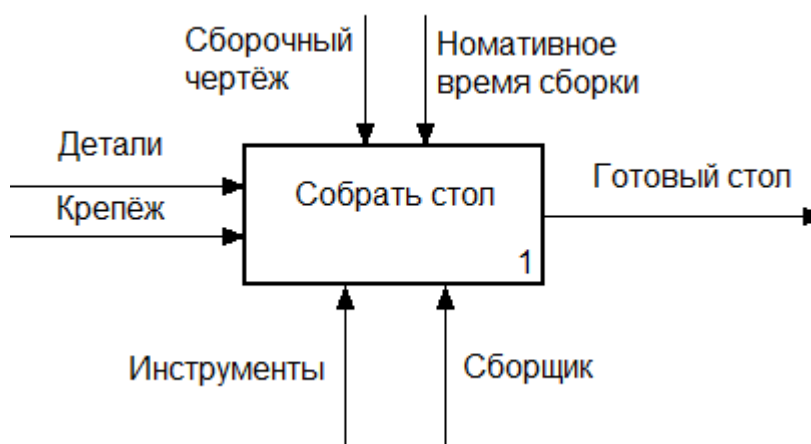 Сборочный
чертёж
Номативное
время сборки
Детали
Крепёж
Собрать стол
1
Готовый стол
Инструменты
Сборщик